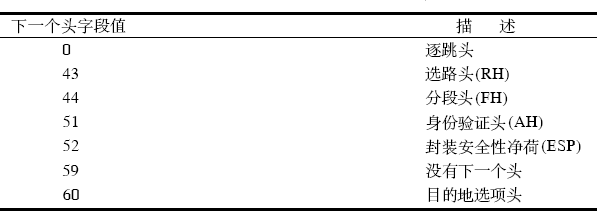 下一个头字段值 描 述
0 逐跳头
43 选路头(RH)
44 分段头(FH)
51 身份验证头(AH)
52 封装安全性净荷(ESP)
59 没有下一个头
60 目的地选项头